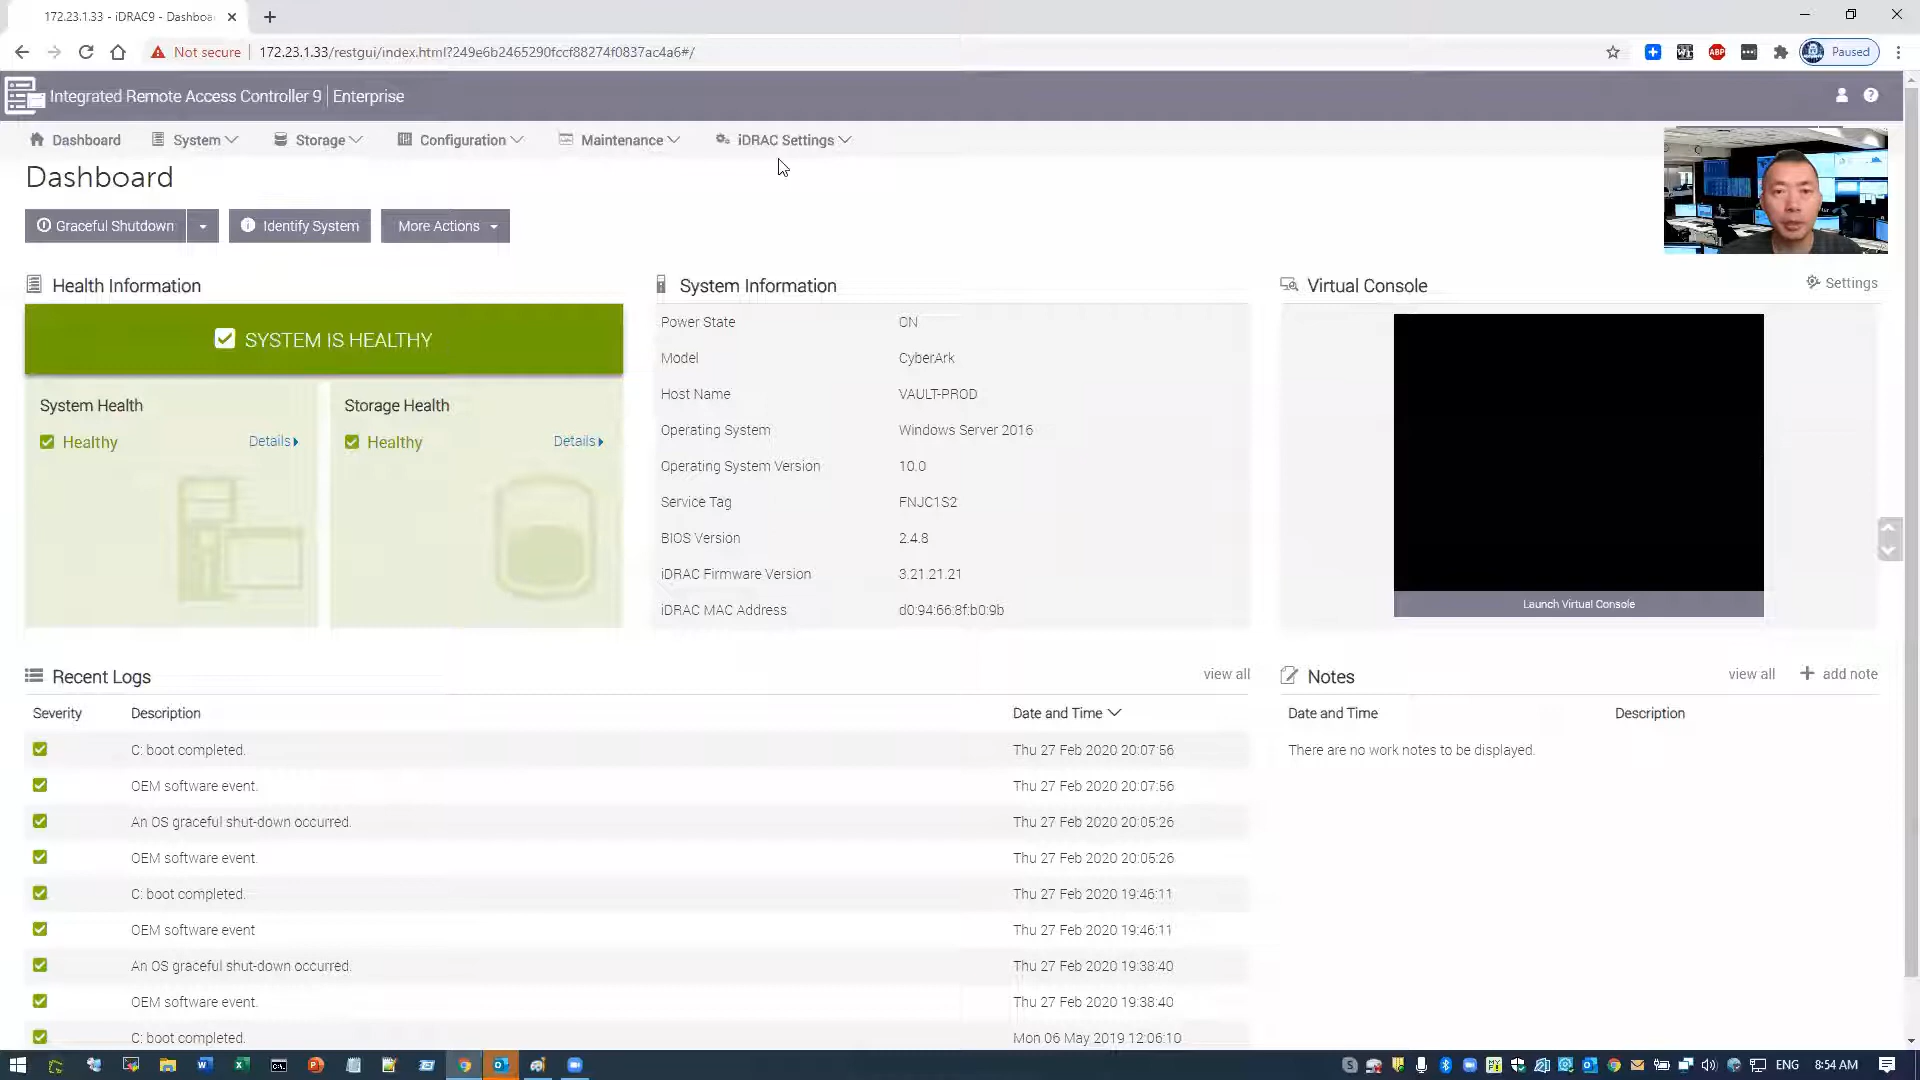 172.23.1.33 - iDRAC9 - Dashboa
Not secure
172.23.1.33/restgui/index.html?249e6b2465290fccf88274f0837ac4a6#/
ABP
Paused
Integrated Remote Access Controller 9 | Enterprise
Dashboard
System
Storage
Configuration
Maintenance
iDRAC Settings
Dashboard
Graceful Shutdown
Identify System
More Actions
Health Information
SYSTEM IS HEALTHY
System Health
Healthy
Details
Storage Health
Healthy
Details
System Information
Power State ON
Model CyberArk
Host Name VAULT-PROD
Operating System Windows Server 2016
Operating System Version 10.0
Service Tag FNJC1S2
BIOS Version 2.4.8
iDRAC Firmware Version 3.21.21.21
iDRAC MAC Address d0:94:66:8f:b0:9b
Virtual Console
Settings
Launch Virtual Console
Recent Logs
view all
Severity Description Date and Time
C: boot completed. Thu 27 Feb 2020 20:07:56
OEM software event. Thu 27 Feb 2020 20:07:56
An OS graceful shut-down occurred. Thu 27 Feb 2020 20:05:26
OEM software event. Thu 27 Feb 2020 20:05:26
C: boot completed. Thu 27 Feb 2020 19:46:11
OEM software event Thu 27 Feb 2020 19:46:11
An OS graceful shut-down occurred. Thu 27 Feb 2020 19:38:40
OEM software event. Thu 27 Feb 2020 19:38:40
C: boot completed. Mon 06 May 2019 12:06:10
Notes
view all
add note
Date and Time Description
There are no work notes to be displayed.
ENG
8:54 AM